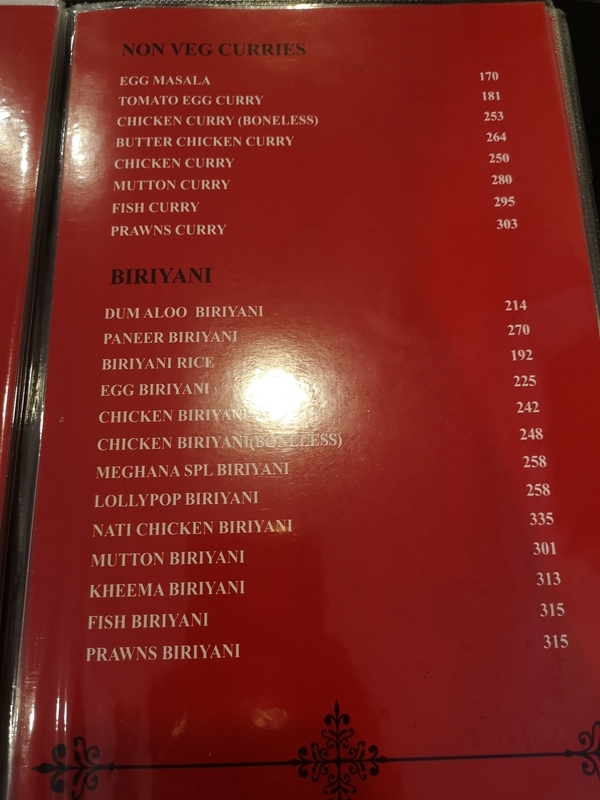 NON VEG CURRIES
EGG MASALA 170
TOMATO EGG CURRY 181
CHICKEN CURRY (BONELESS) 253
BUTTER CHICKEN CURRY 264
CHICKEN CURRY 250
MUTTON CURRY 280
FISH CURRY 295
PRAWNS CURRY 303
BIRIYANI
DUM ALOO BIRIYANI 214
PANEER BIRIYANI 270
BIRIYANI RICE 192
EGG BIRIYANI 225
CHICKEN BIRIYANI 242
CHICKEN BIRIYANI(BONELESS) 248
MEGHANA SPL BIRIYANI 258
LOLLYPOP BIRIYANI 258
NATI CHICKEN BIRIYANI 335
MUTTON BIRIYANI 301
KHEEMA BIRIYANI 313
FISH BIRIYANI 315
PRAWNS BIRIYANI 315